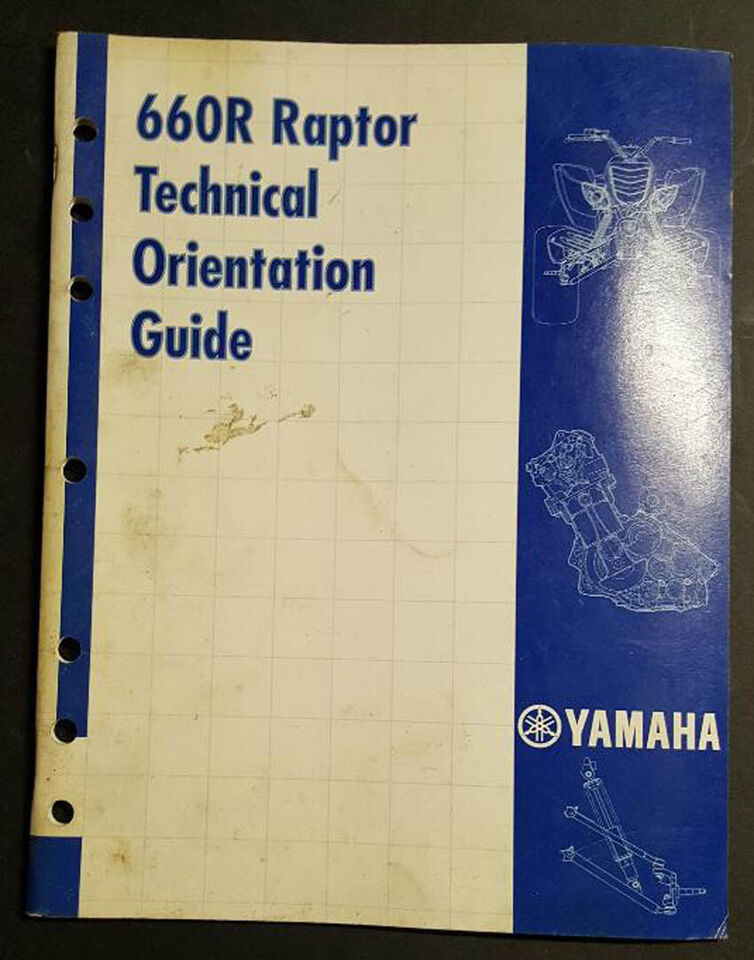 660R Raptor
Technical
Orientation
Guide
YAMAHA